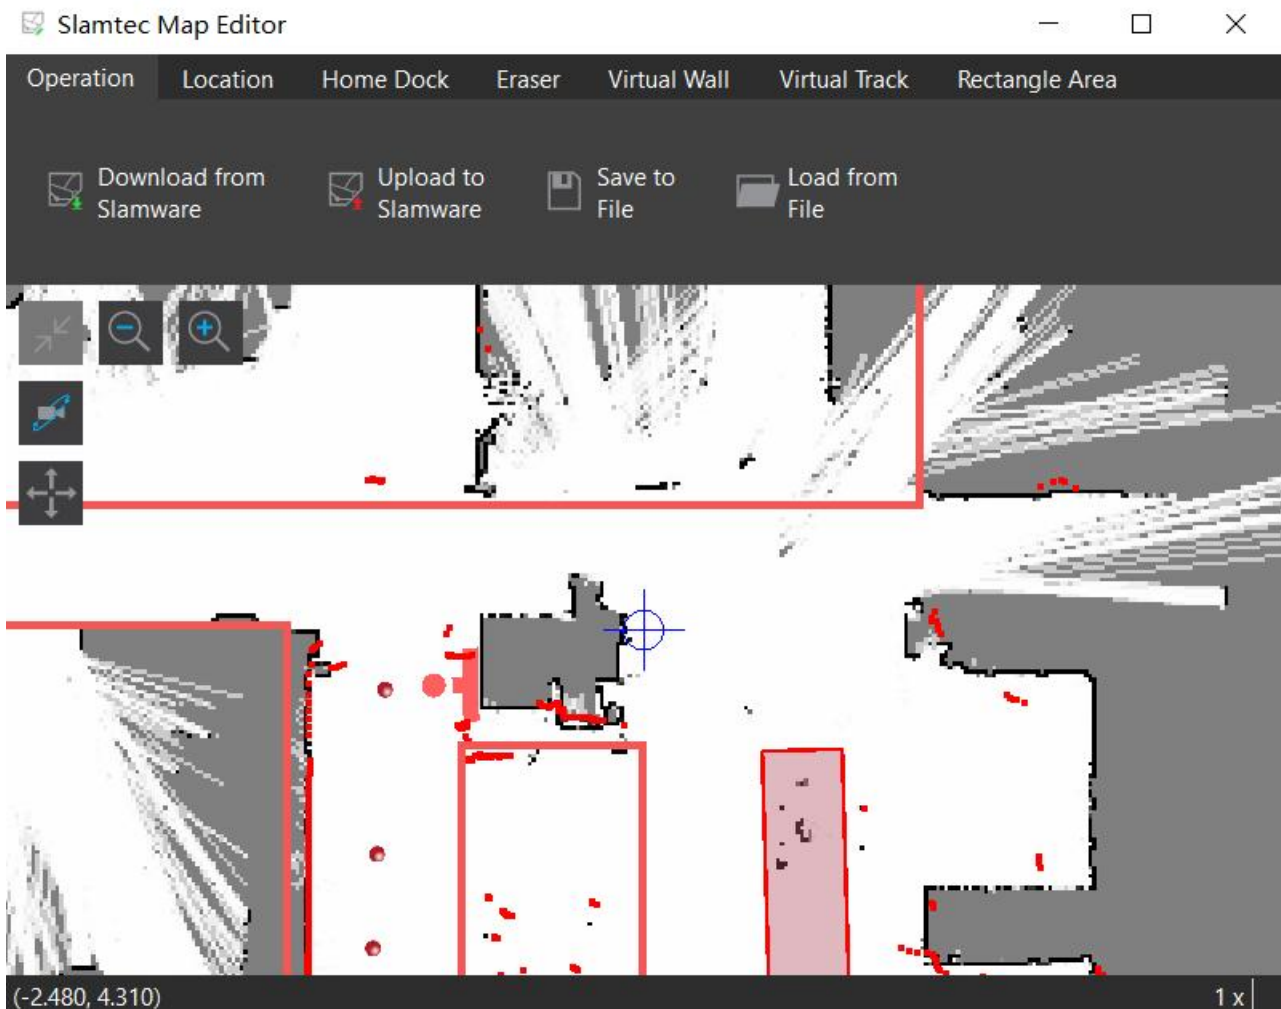 Slamtec Map Editor
Operation Location Home Dock Eraser Virtual Wall Virtual Track Rectangle Area
Download from Upload to Save to Load from
Slamware Slamware File File
(-2.480, 4.310) 1 x